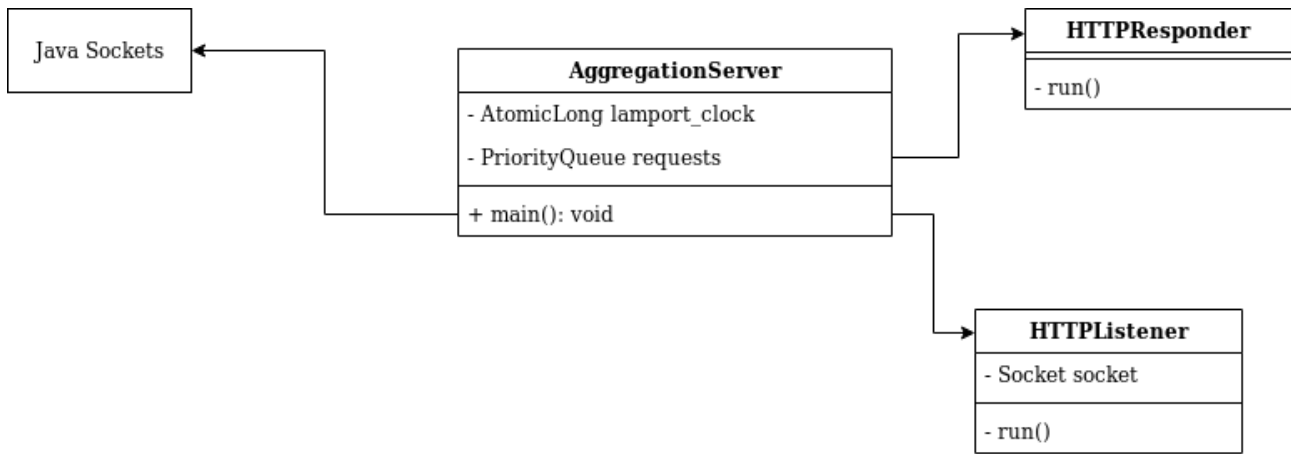 Java Sockets
AggregationServer
- AtomicLong lamport_clock
- PriorityQueue requests
+ main(): void
HTTPResponder
- run()
HTTPListener
- Socket socket
- run()